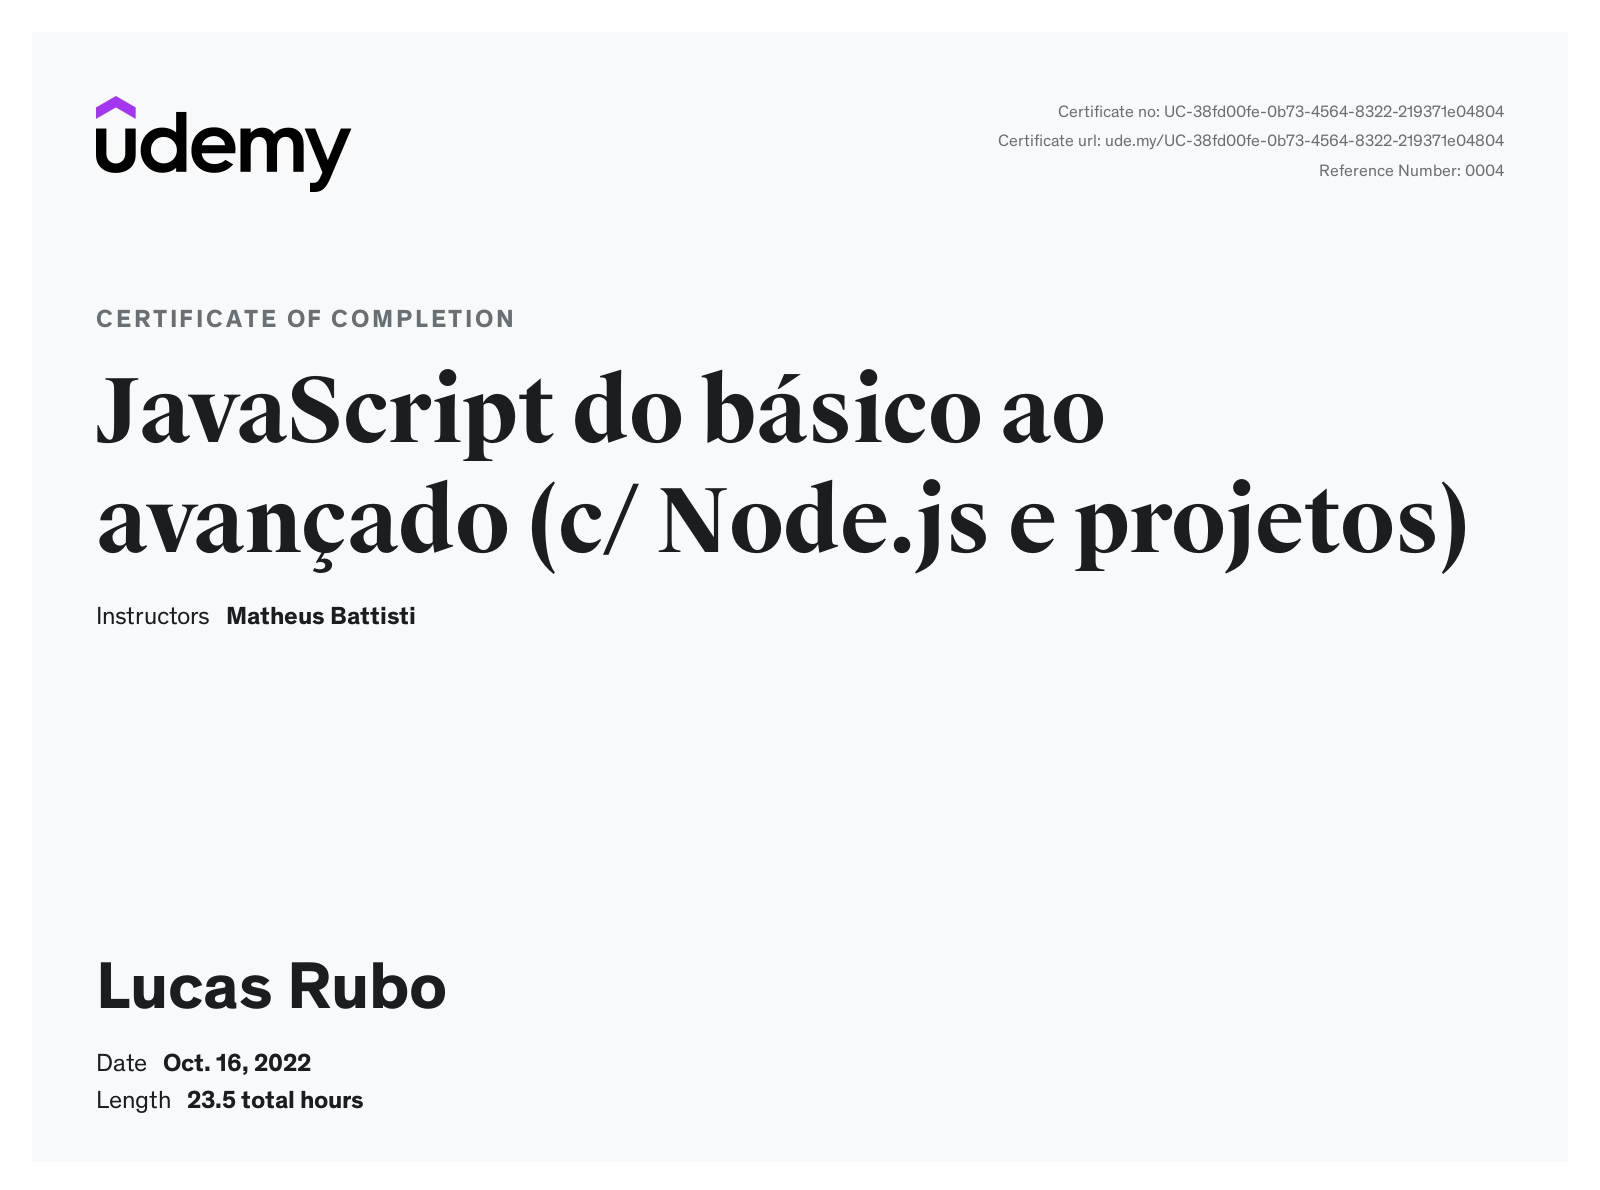 udemy
Certificate no: UC-38fd00fe-0b73-4564-8322-219371e04804
Certificate url: ude.my/UC-38fd00fe-0b73-4564-8322-219371e04804
Reference Number: 0004
CERTIFICATE OF COMPLETION
JavaScript do básico ao
avançado (c/ Node.js e projetos)
Instructors Matheus Battisti
Lucas Rubo
Date Oct. 16, 2022
Length 23.5 total hours